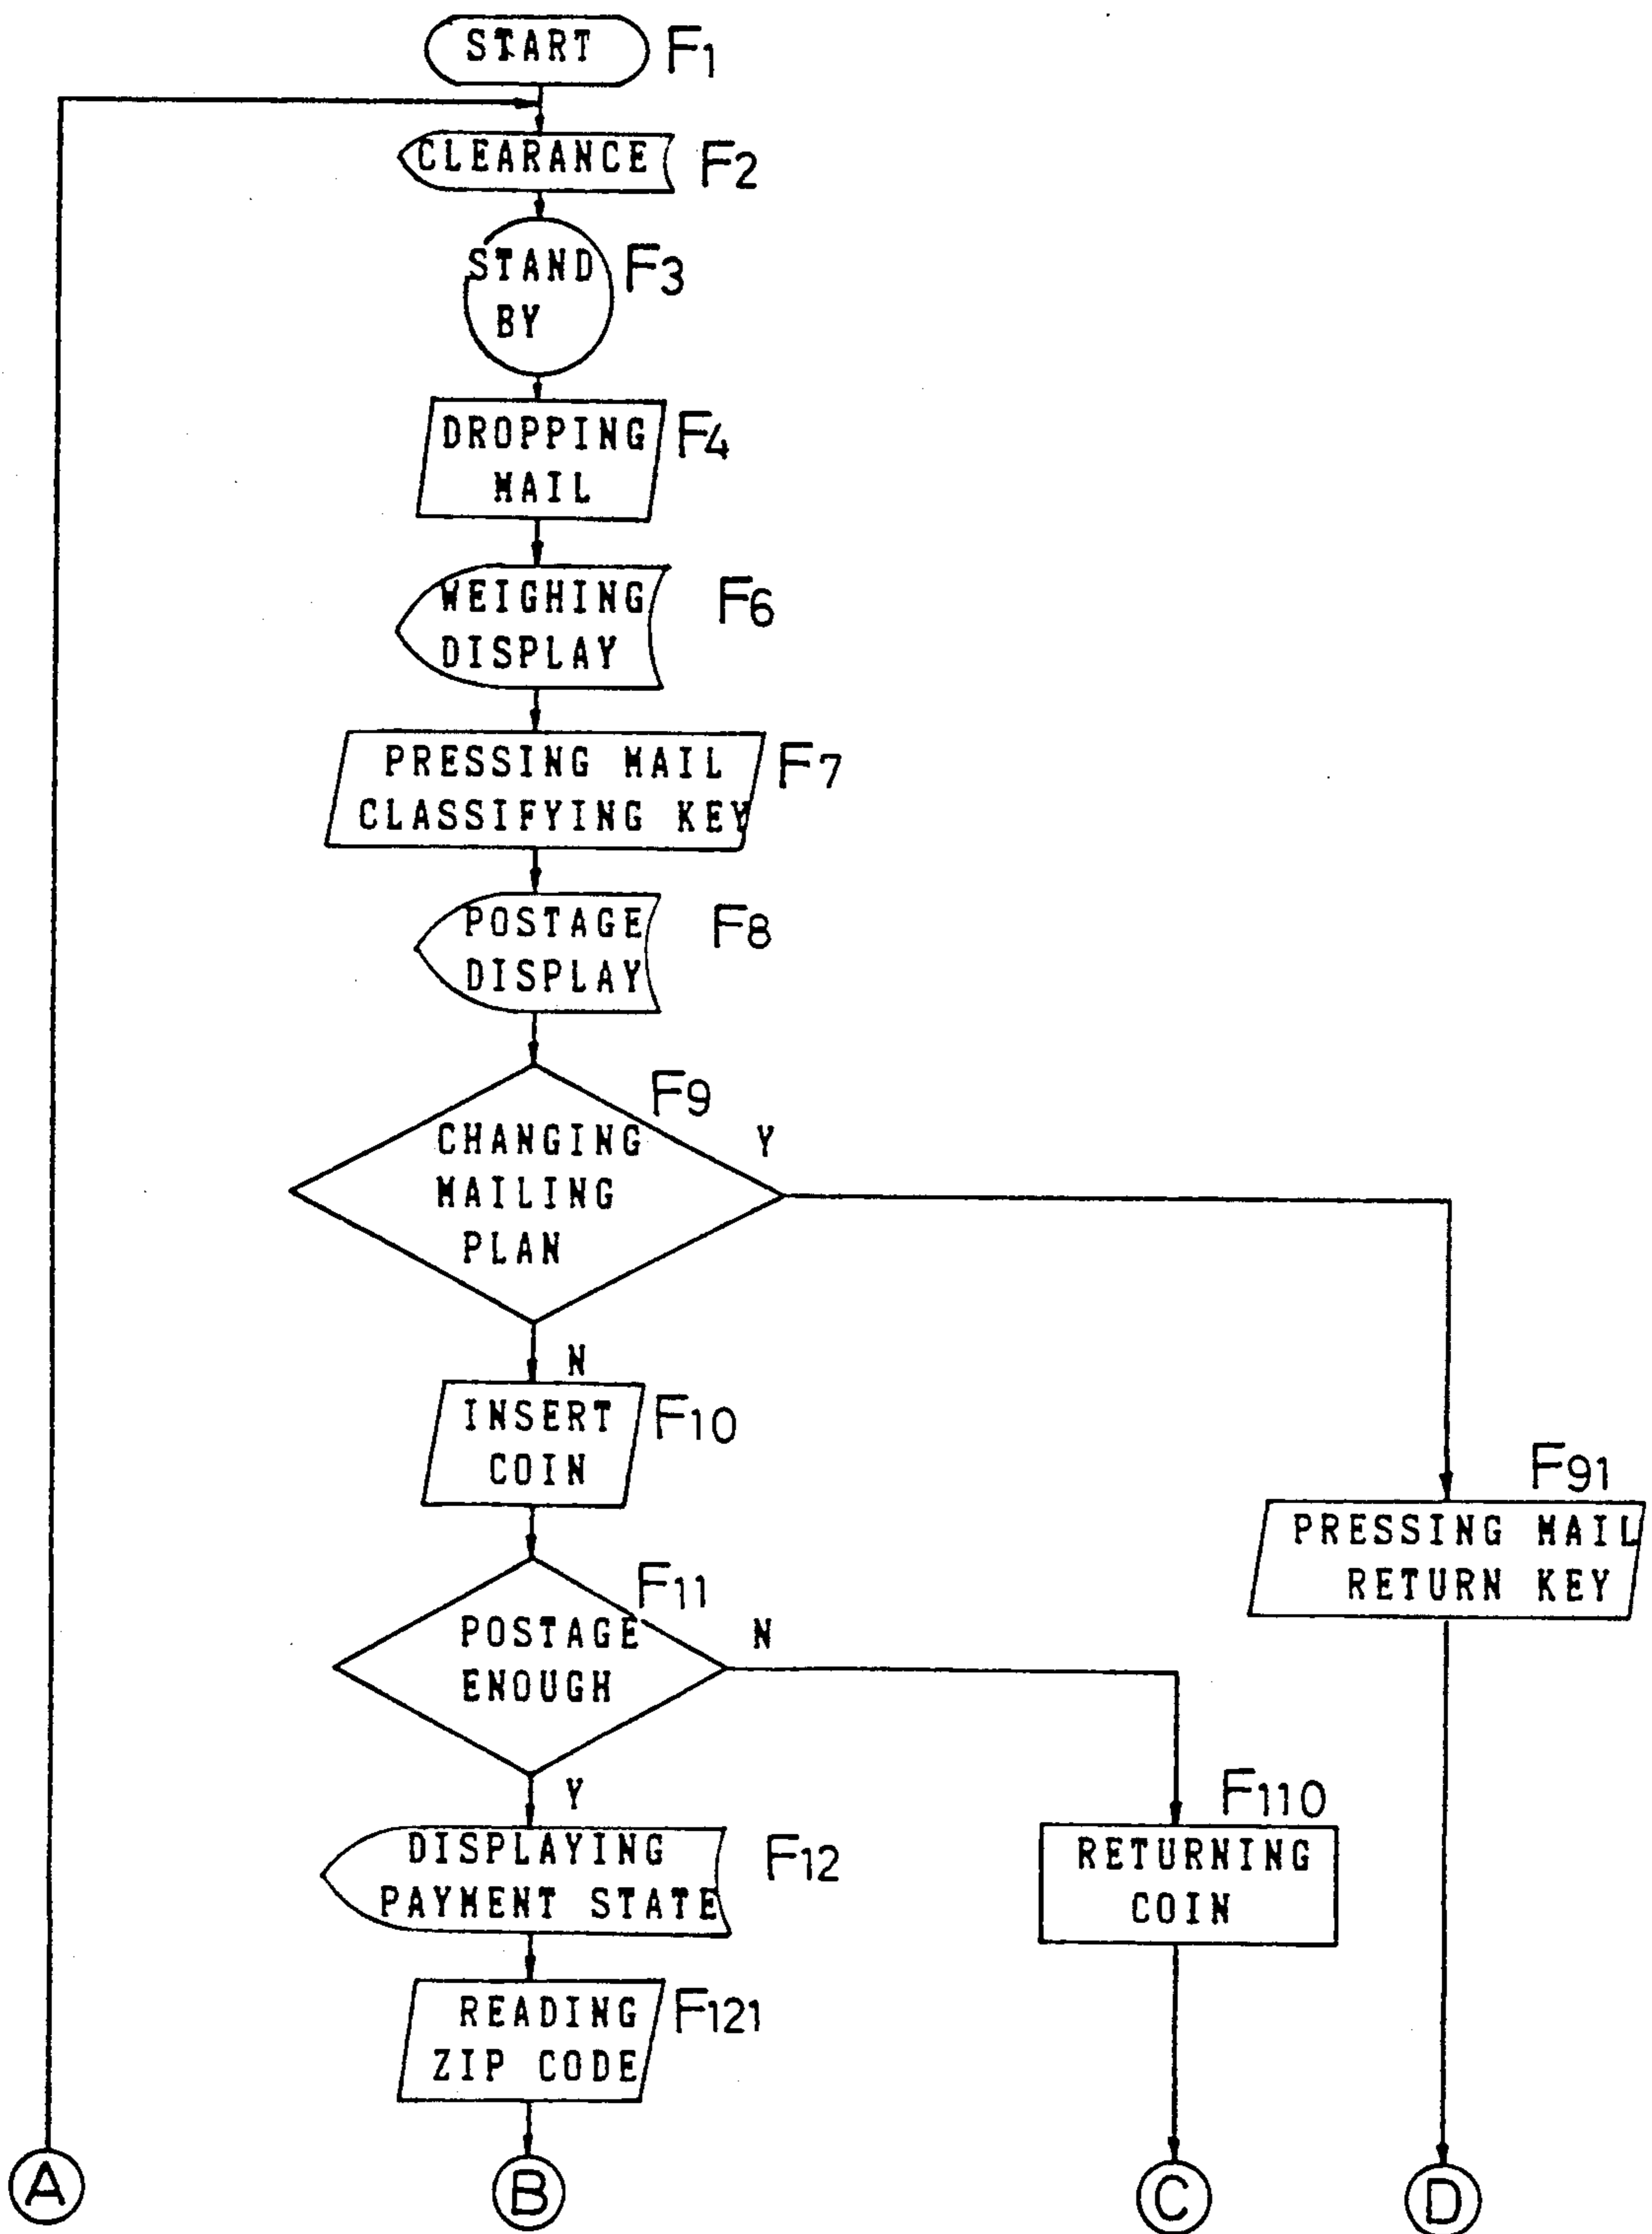 START F1
CLEARANCE F2
STAND F3
BY
DROPPING F4
MAIL
WEIGHING F6
DISPLAY
PRESSING MAIL F7
CLASSIFYING KEY
POSTAGE F8
DISPLAY
F9
CHANGING Y
MAILING
PLAN
N
INSERT F10
COIN
F91
PRESSING MAIL
RETURN KEY
F11
POSTAGE N
ENOUGH
Y
F110
DISPLAYING F12
PAYMENT STATE
RETURNING
COIN
READING F121
ZIP CODE
A B C D